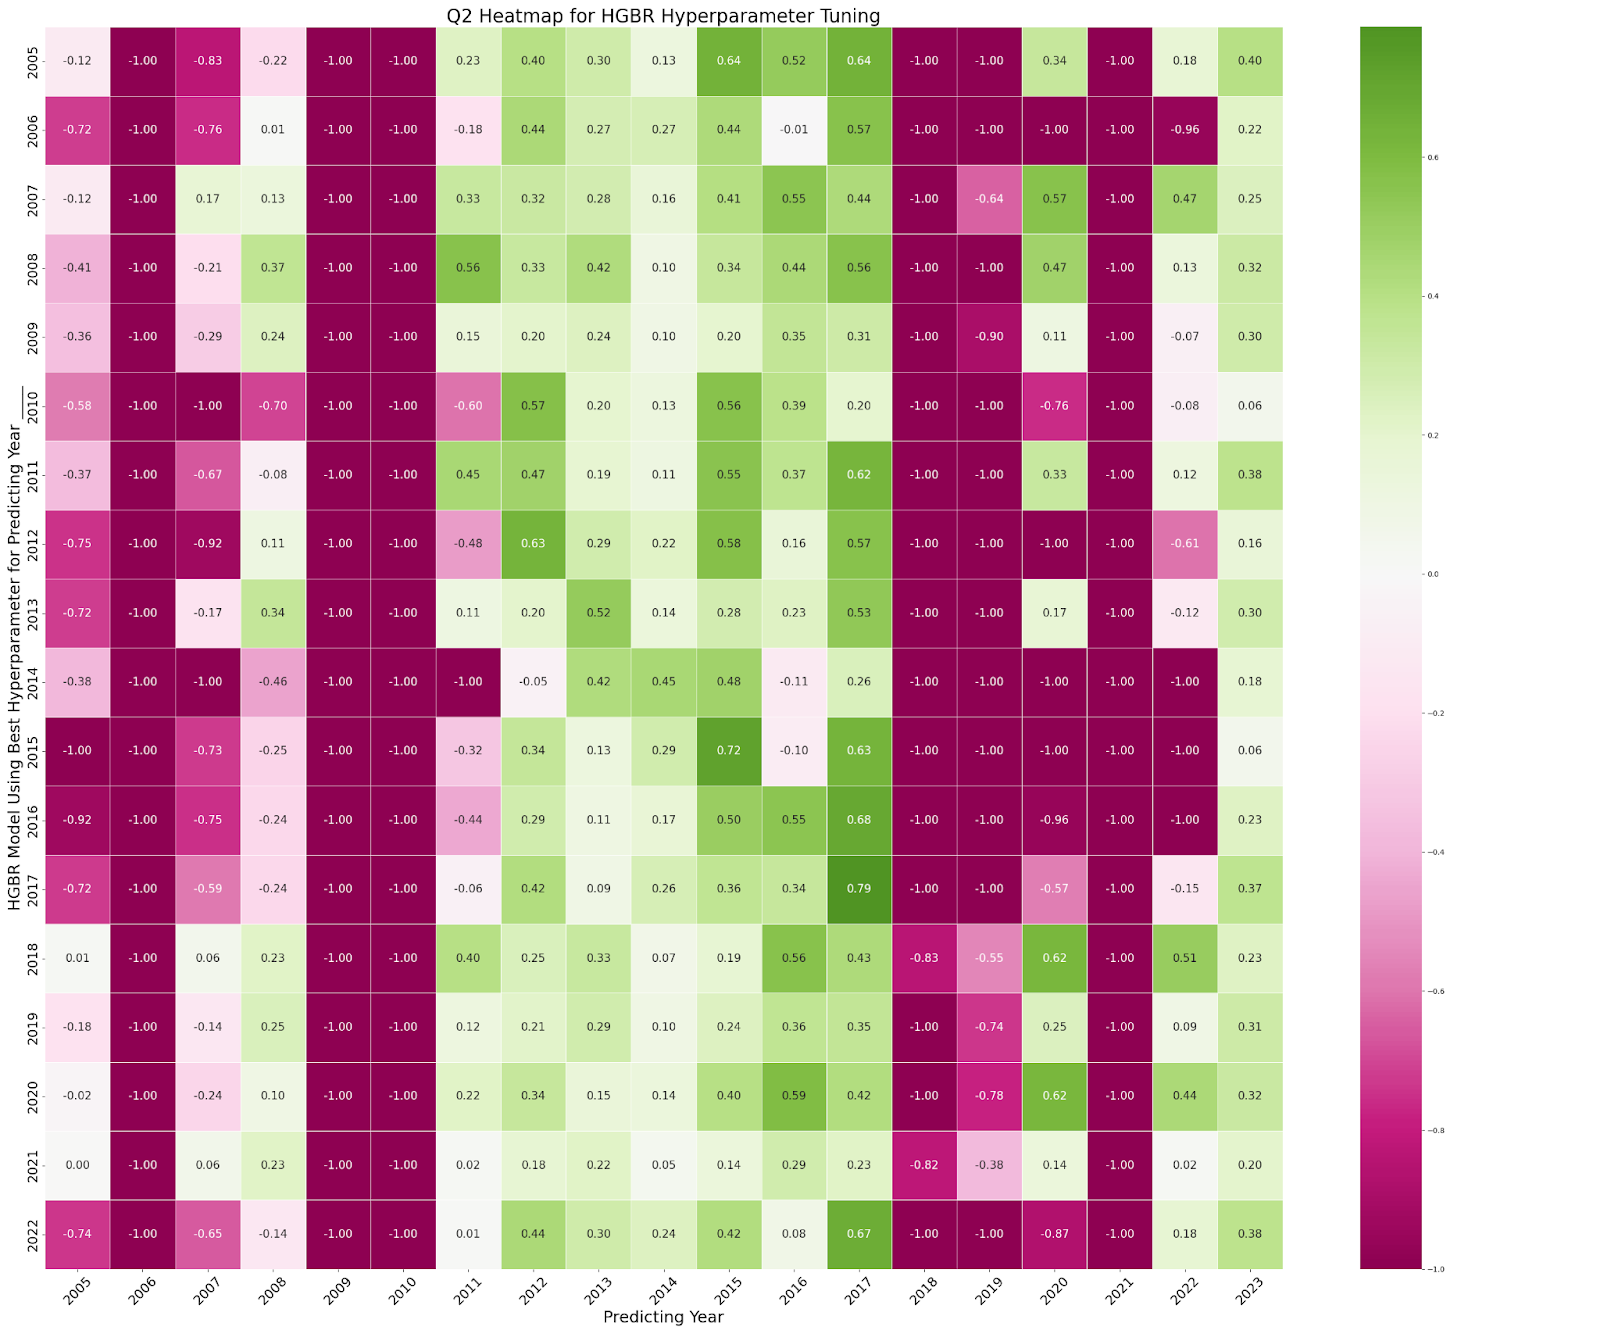 Q2 Heatmap for HGBR Hyperparameter Tuning
HGBR Model Using Best Hyperparameter for Predicting Year____
2005 -0.12 -1.00 -0.83 -0.22 -1.00 -1.00 0.23 0.40 0.30 0.13 0.64 0.52 0.64 -1.00 -1.00 0.34 -1.00 0.18 0.40
2006 -0.72 -1.00 -0.76 0.01 -1.00 -1.00 -0.18 0.44 0.27 0.27 0.44 -0.01 0.57 -1.00 -1.00 -1.00 -1.00 -0.96 0.22
2007 -0.12 -1.00 0.17 0.13 -1.00 -1.00 0.33 0.32 0.28 0.16 0.41 0.55 0.44 -1.00 -0.64 0.57 -1.00 0.47 0.25
2008 -0.41 -1.00 -0.21 0.37 -1.00 -1.00 0.56 0.33 0.42 0.10 0.34 0.44 0.56 -1.00 -1.00 0.47 -1.00 0.13 0.32
2009 -0.36 -1.00 -0.29 0.24 -1.00 -1.00 0.15 0.20 0.24 0.10 0.20 0.35 0.31 -1.00 -0.90 0.11 -1.00 -0.07 0.30
2010 -0.58 -1.00 -1.00 -0.70 -1.00 -1.00 -0.60 0.57 0.20 0.13 0.56 0.39 0.20 -1.00 -1.00 -0.76 -1.00 -0.08 0.06
2011 -0.37 -1.00 -0.67 -0.08 -1.00 -1.00 0.45 0.47 0.19 0.11 0.55 0.37 0.62 -1.00 -1.00 0.33 -1.00 0.12 0.38
2012 -0.75 -1.00 -0.92 0.11 -1.00 -1.00 -0.48 0.63 0.29 0.22 0.58 0.16 0.57 -1.00 -1.00 -1.00 -1.00 -0.61 0.16
2013 -0.72 -1.00 -0.17 0.34 -1.00 -1.00 0.11 0.20 0.52 0.14 0.28 0.23 0.53 -1.00 -1.00 0.17 -1.00 -0.12 0.30
2014 -0.38 -1.00 -1.00 -0.46 -1.00 -1.00 -1.00 -0.05 0.42 0.45 0.48 -0.11 0.26 -1.00 -1.00 -1.00 -1.00 -1.00 0.18
2015 -1.00 -1.00 -0.73 -0.25 -1.00 -1.00 -0.32 0.34 0.13 0.29 0.72 -0.10 0.63 -1.00 -1.00 -1.00 -1.00 -1.00 0.06
2016 -0.92 -1.00 -0.75 -0.24 -1.00 -1.00 -0.44 0.29 0.11 0.17 0.50 0.55 0.68 -1.00 -1.00 -0.96 -1.00 -1.00 0.23
2017 -0.72 -1.00 -0.59 -0.24 -1.00 -1.00 -0.06 0.42 0.09 0.26 0.36 0.34 0.79 -1.00 -1.00 -0.57 -1.00 -0.15 0.37
2018 0.01 -1.00 0.06 0.23 -1.00 -1.00 0.40 0.25 0.33 0.07 0.19 0.56 0.43 -0.83 -0.55 0.62 -1.00 0.51 0.23
2019 -0.18 -1.00 -0.14 0.25 -1.00 -1.00 0.12 0.21 0.29 0.10 0.24 0.36 0.35 -1.00 -0.74 0.25 -1.00 0.09 0.31
2020 -0.02 -1.00 -0.24 0.10 -1.00 -1.00 0.22 0.34 0.15 0.14 0.40 0.59 0.42 -1.00 -0.78 0.62 -1.00 0.44 0.32
2021 0.00 -1.00 0.06 0.23 -1.00 -1.00 0.02 0.18 0.22 0.05 0.14 0.29 0.23 -0.82 -0.38 0.14 -1.00 0.02 0.20
2022 -0.74 -1.00 -0.65 -0.14 -1.00 -1.00 0.01 0.44 0.30 0.24 0.42 0.08 0.67 -1.00 -1.00 -0.87 -1.00 0.18 0.38
2005 2006 2007 2008 2009 2010 2011 2012 2013 2014 2015 2016 2017 2018 2019 2020 2021 2022 2023
Predicting Year
0.6
0.4
0.2
0.0
−0.2
−0.4
−0.6
−0.8
−1.0